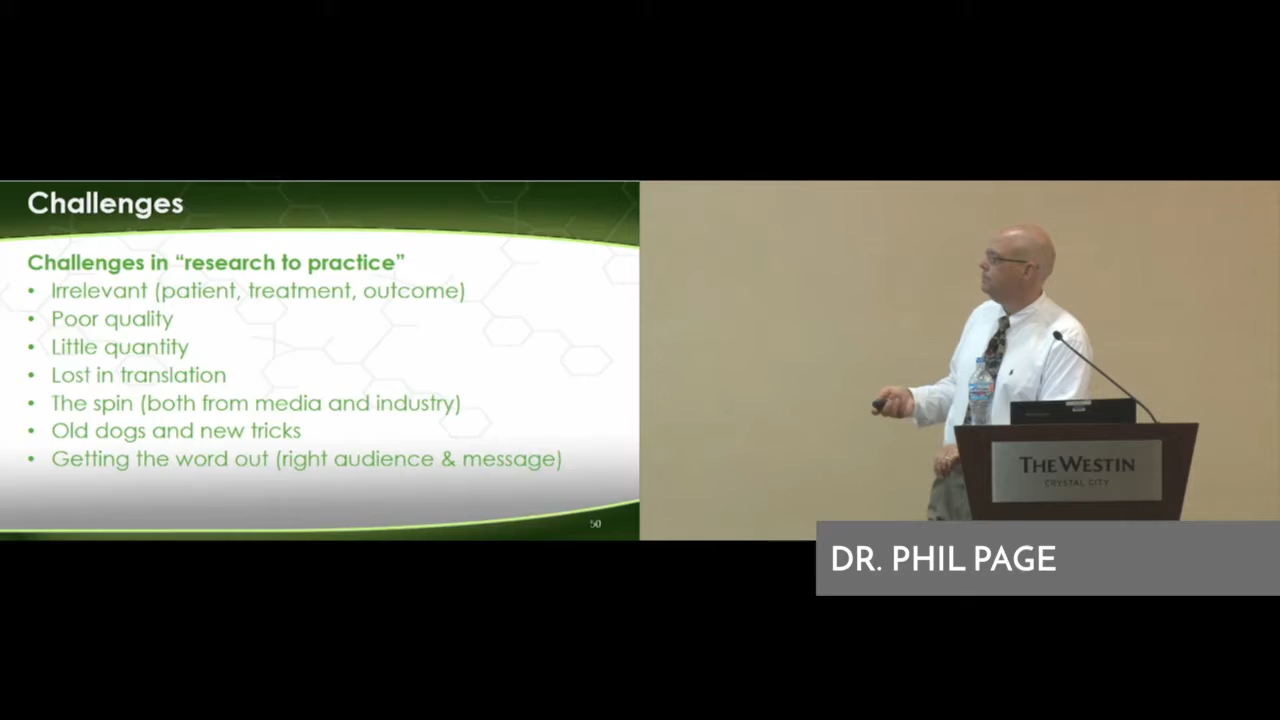 Challenges
Challenges in “research to practice”
• Irrelevant (patient, treatment, outcome)
• Poor quality
• Little quantity
• Lost in translation
• The spin (both from media and industry)
• Old dogs and new tricks
• Getting the word out (right audience & message)
50
THE WESTIN
CRYSTAL CITY
DR. PHIL PAGE